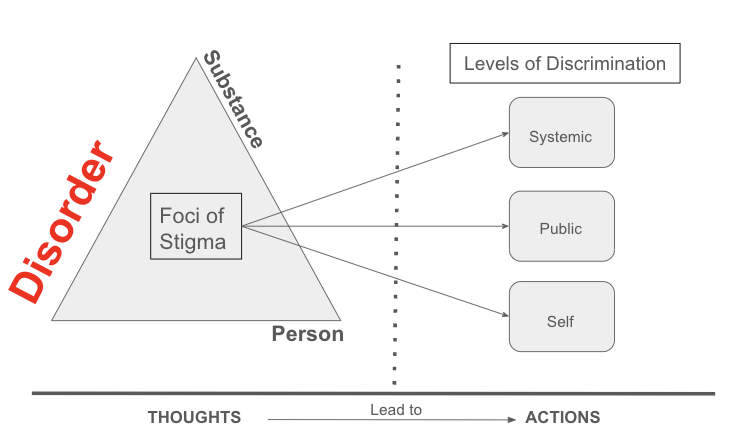 Disorder
Substance
Foci of
Stigma
Person
Levels of Discrimination
Systemic
Public
Self
THOUGHTS
Lead to
ACTIONS